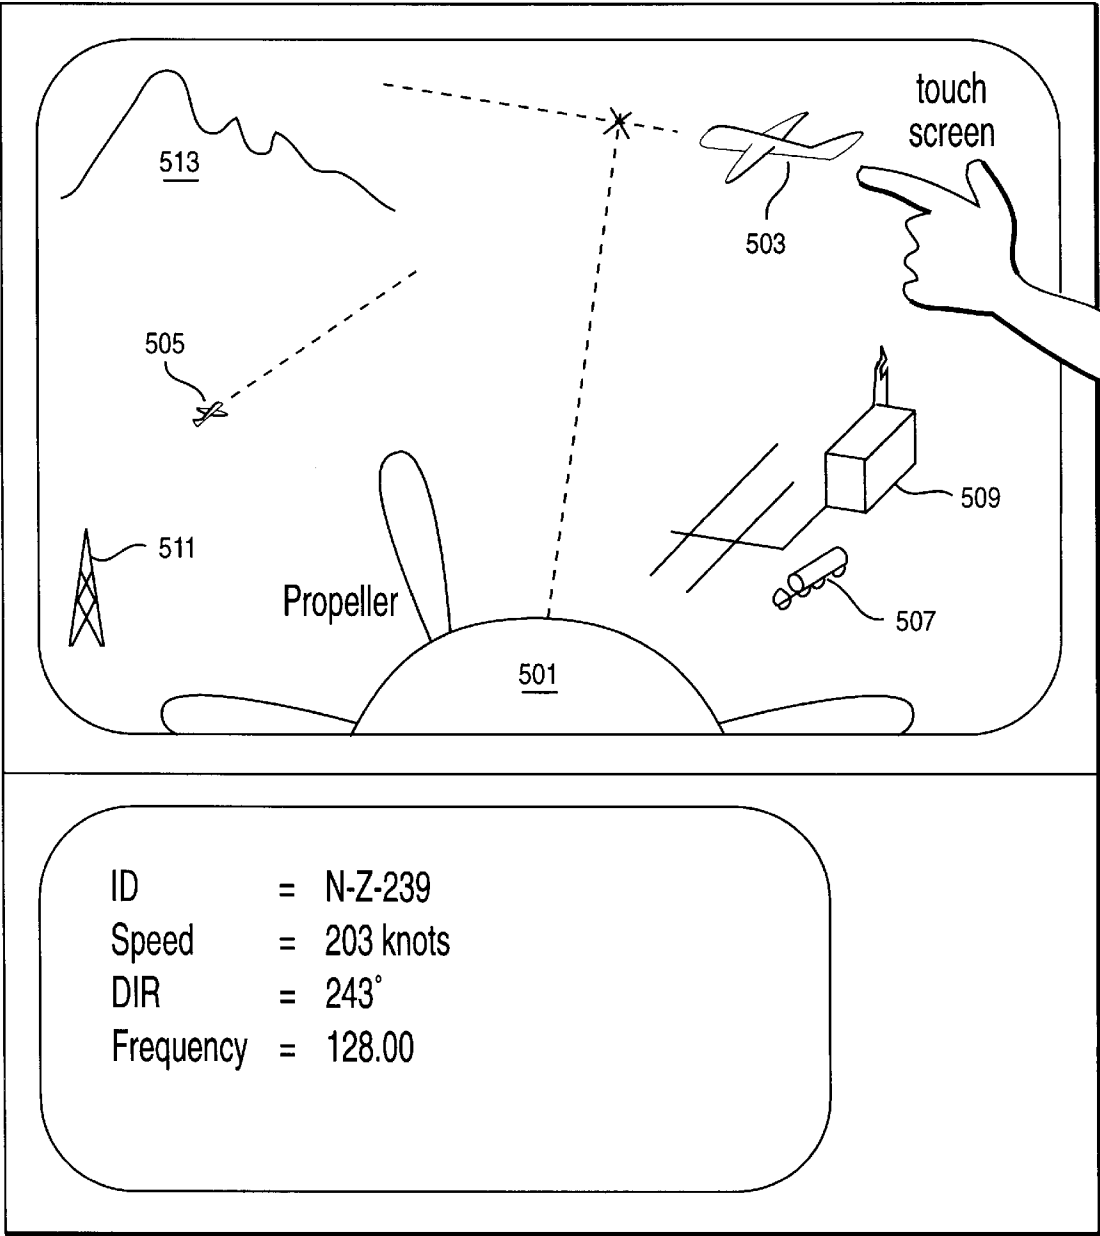 touch
screen
513
503
505
509
511
Propeller
507
501
ID = N-Z-239
Speed = 203 knots
DIR = 243°
Frequency = 128.00